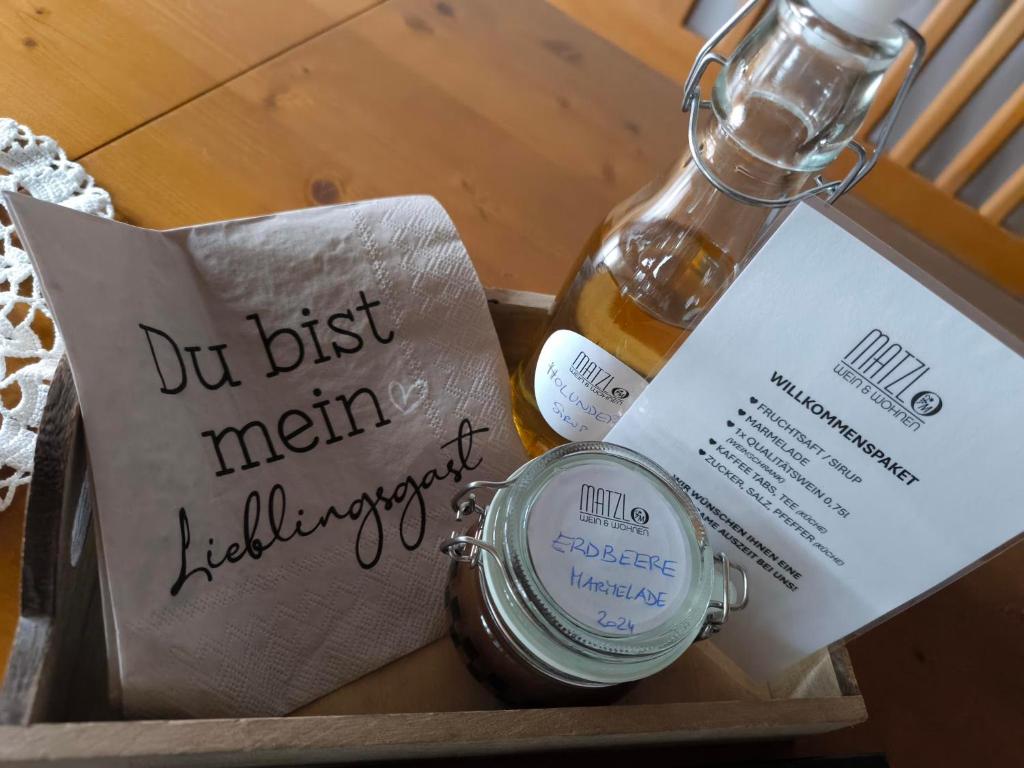 Du bist
mein
Lieblingsgast
MATZL
WEIN & WOHNEN
HOLUNDER
SIRUP
MATZL
WEIN & WOHNEN
ERDBEERE
MARMELADE
2024
MATZL
WEIN & WOHNEN
WILLKOMMENSPAKET
FRUCHTSAFT / SIRUP
MARMELADE
1x QUALITÄTSWEIN 0,75l
(WEINSCHRANK)
KAFFEE TABS, TEE (KÜCHE)
ZUCKER, SALZ, PFEFFER (KÜCHE)
WIR WÜNSCHEN IHNEN EINE
AUSZEIT BEI UNS!